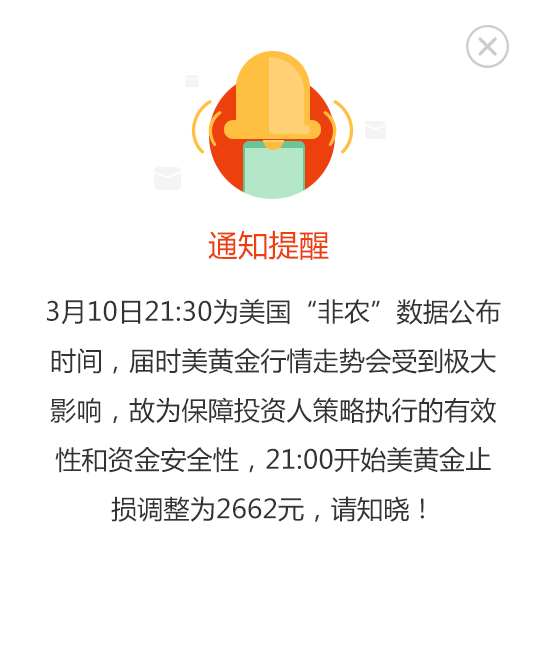 通知提醒
3月10日21:30为美国“非农”数据公布
时间，届时美黄金行情走势会受到极大
影响，故为保障投资人策略执行的有效
性和资金安全性，21:00开始美黄金止
损调整为2662元，请知晓！